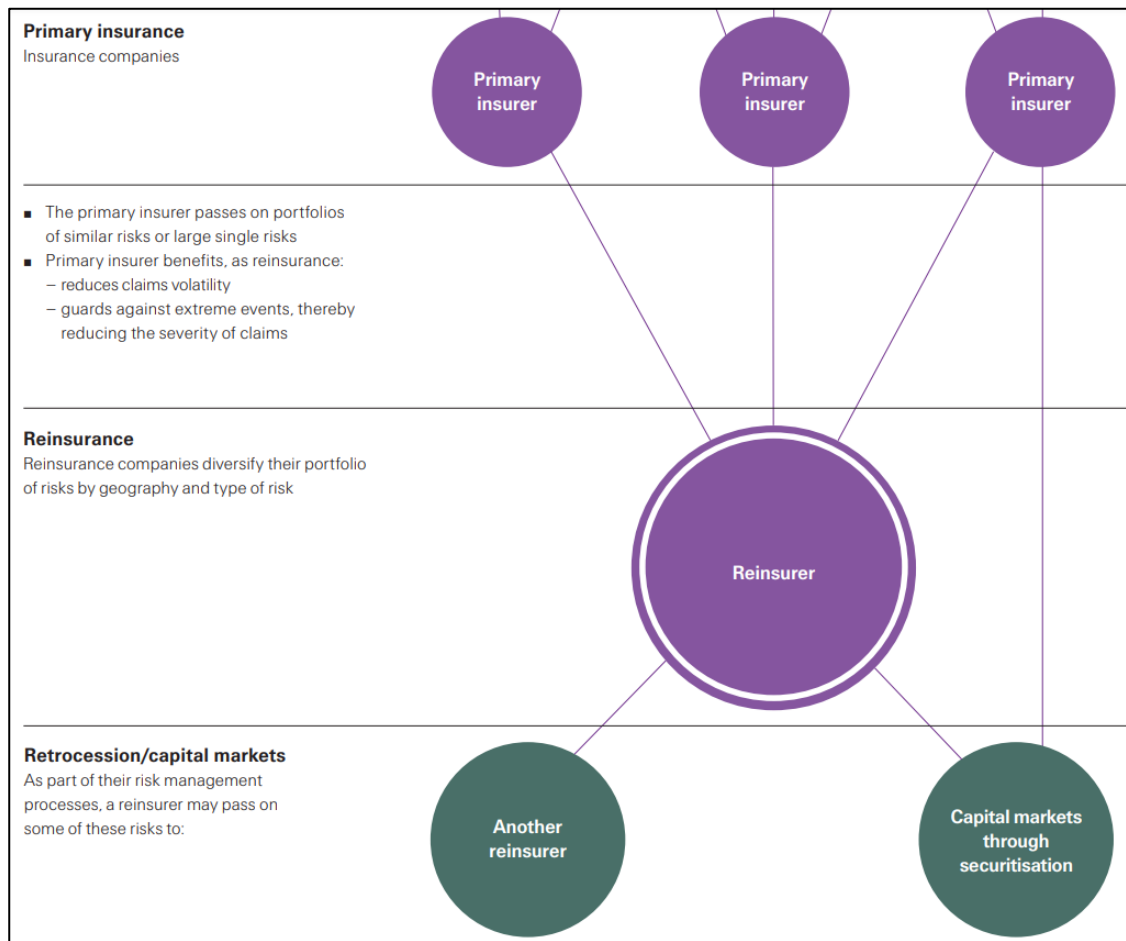 Primary insurance
Insurance companies
Primary
insurer
Primary
insurer
Primary
insurer
■ The primary insurer passes on portfolios
of similar risks or large single risks
■ Primary insurer benefits, as reinsurance:
– reduces claims volatility
– guards against extreme events, thereby
reducing the severity of claims
Reinsurance
Reinsurance companies diversify their portfolio
of risks by geography and type of risk
Reinsurer
Retrocession/capital markets
As part of their risk management
processes, a reinsurer may pass on
some of these risks to:
Another
reinsurer
Capital markets
through
securitisation